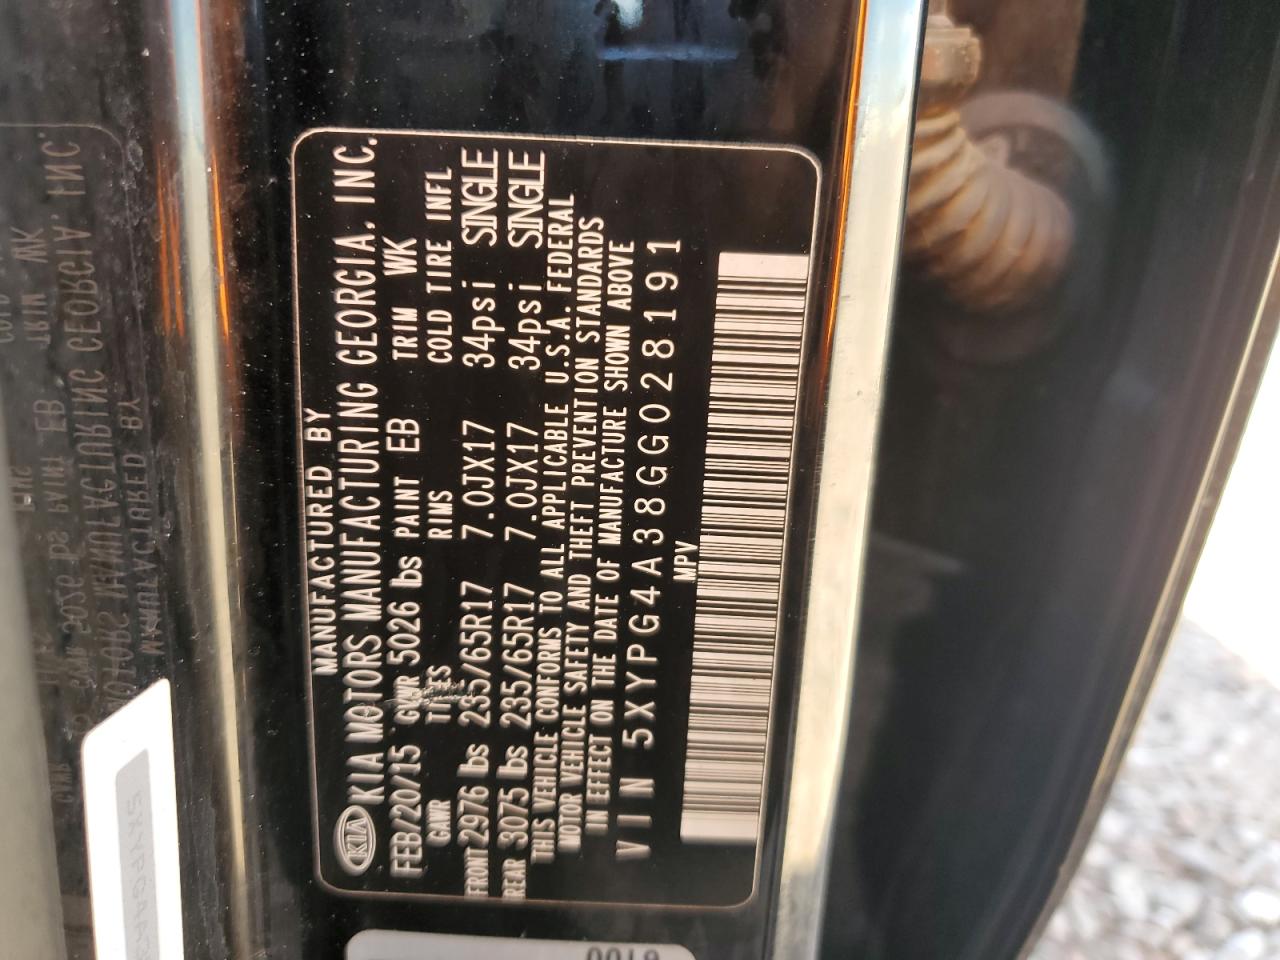 MANUFACTURED BY
KIA KIA MOTORS MANUFACTURING GEORGIA, INC.
FEB/20/15 GVWR 5026 lbs PAINT EB TRIM WK
GAWR TIRES RIMS COLD TIRE INFL
FRONT 2976 lbs 235/65R17 7.0JX17 34psi SINGLE
REAR 3075 lbs 235/65R17 7.0JX17 34psi SINGLE
THIS VEHICLE CONFORMS TO ALL APPLICABLE U.S.A. FEDERAL
MOTOR VEHICLE SAFETY AND THEFT PREVENTION STANDARDS
IN EFFECT ON THE DATE OF MANUFACTURE SHOWN ABOVE
VIN 5XYPG4A38GG028191
MPV